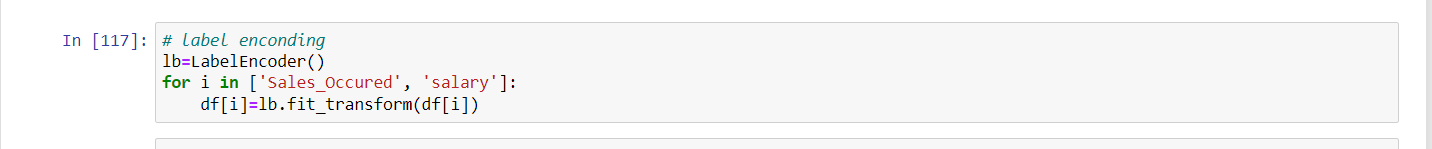 In [117]:
# label enconding
lb=LabelEncoder()
for i in ['Sales_Occured', 'salary']:
    df[i]=lb.fit_transform(df[i])